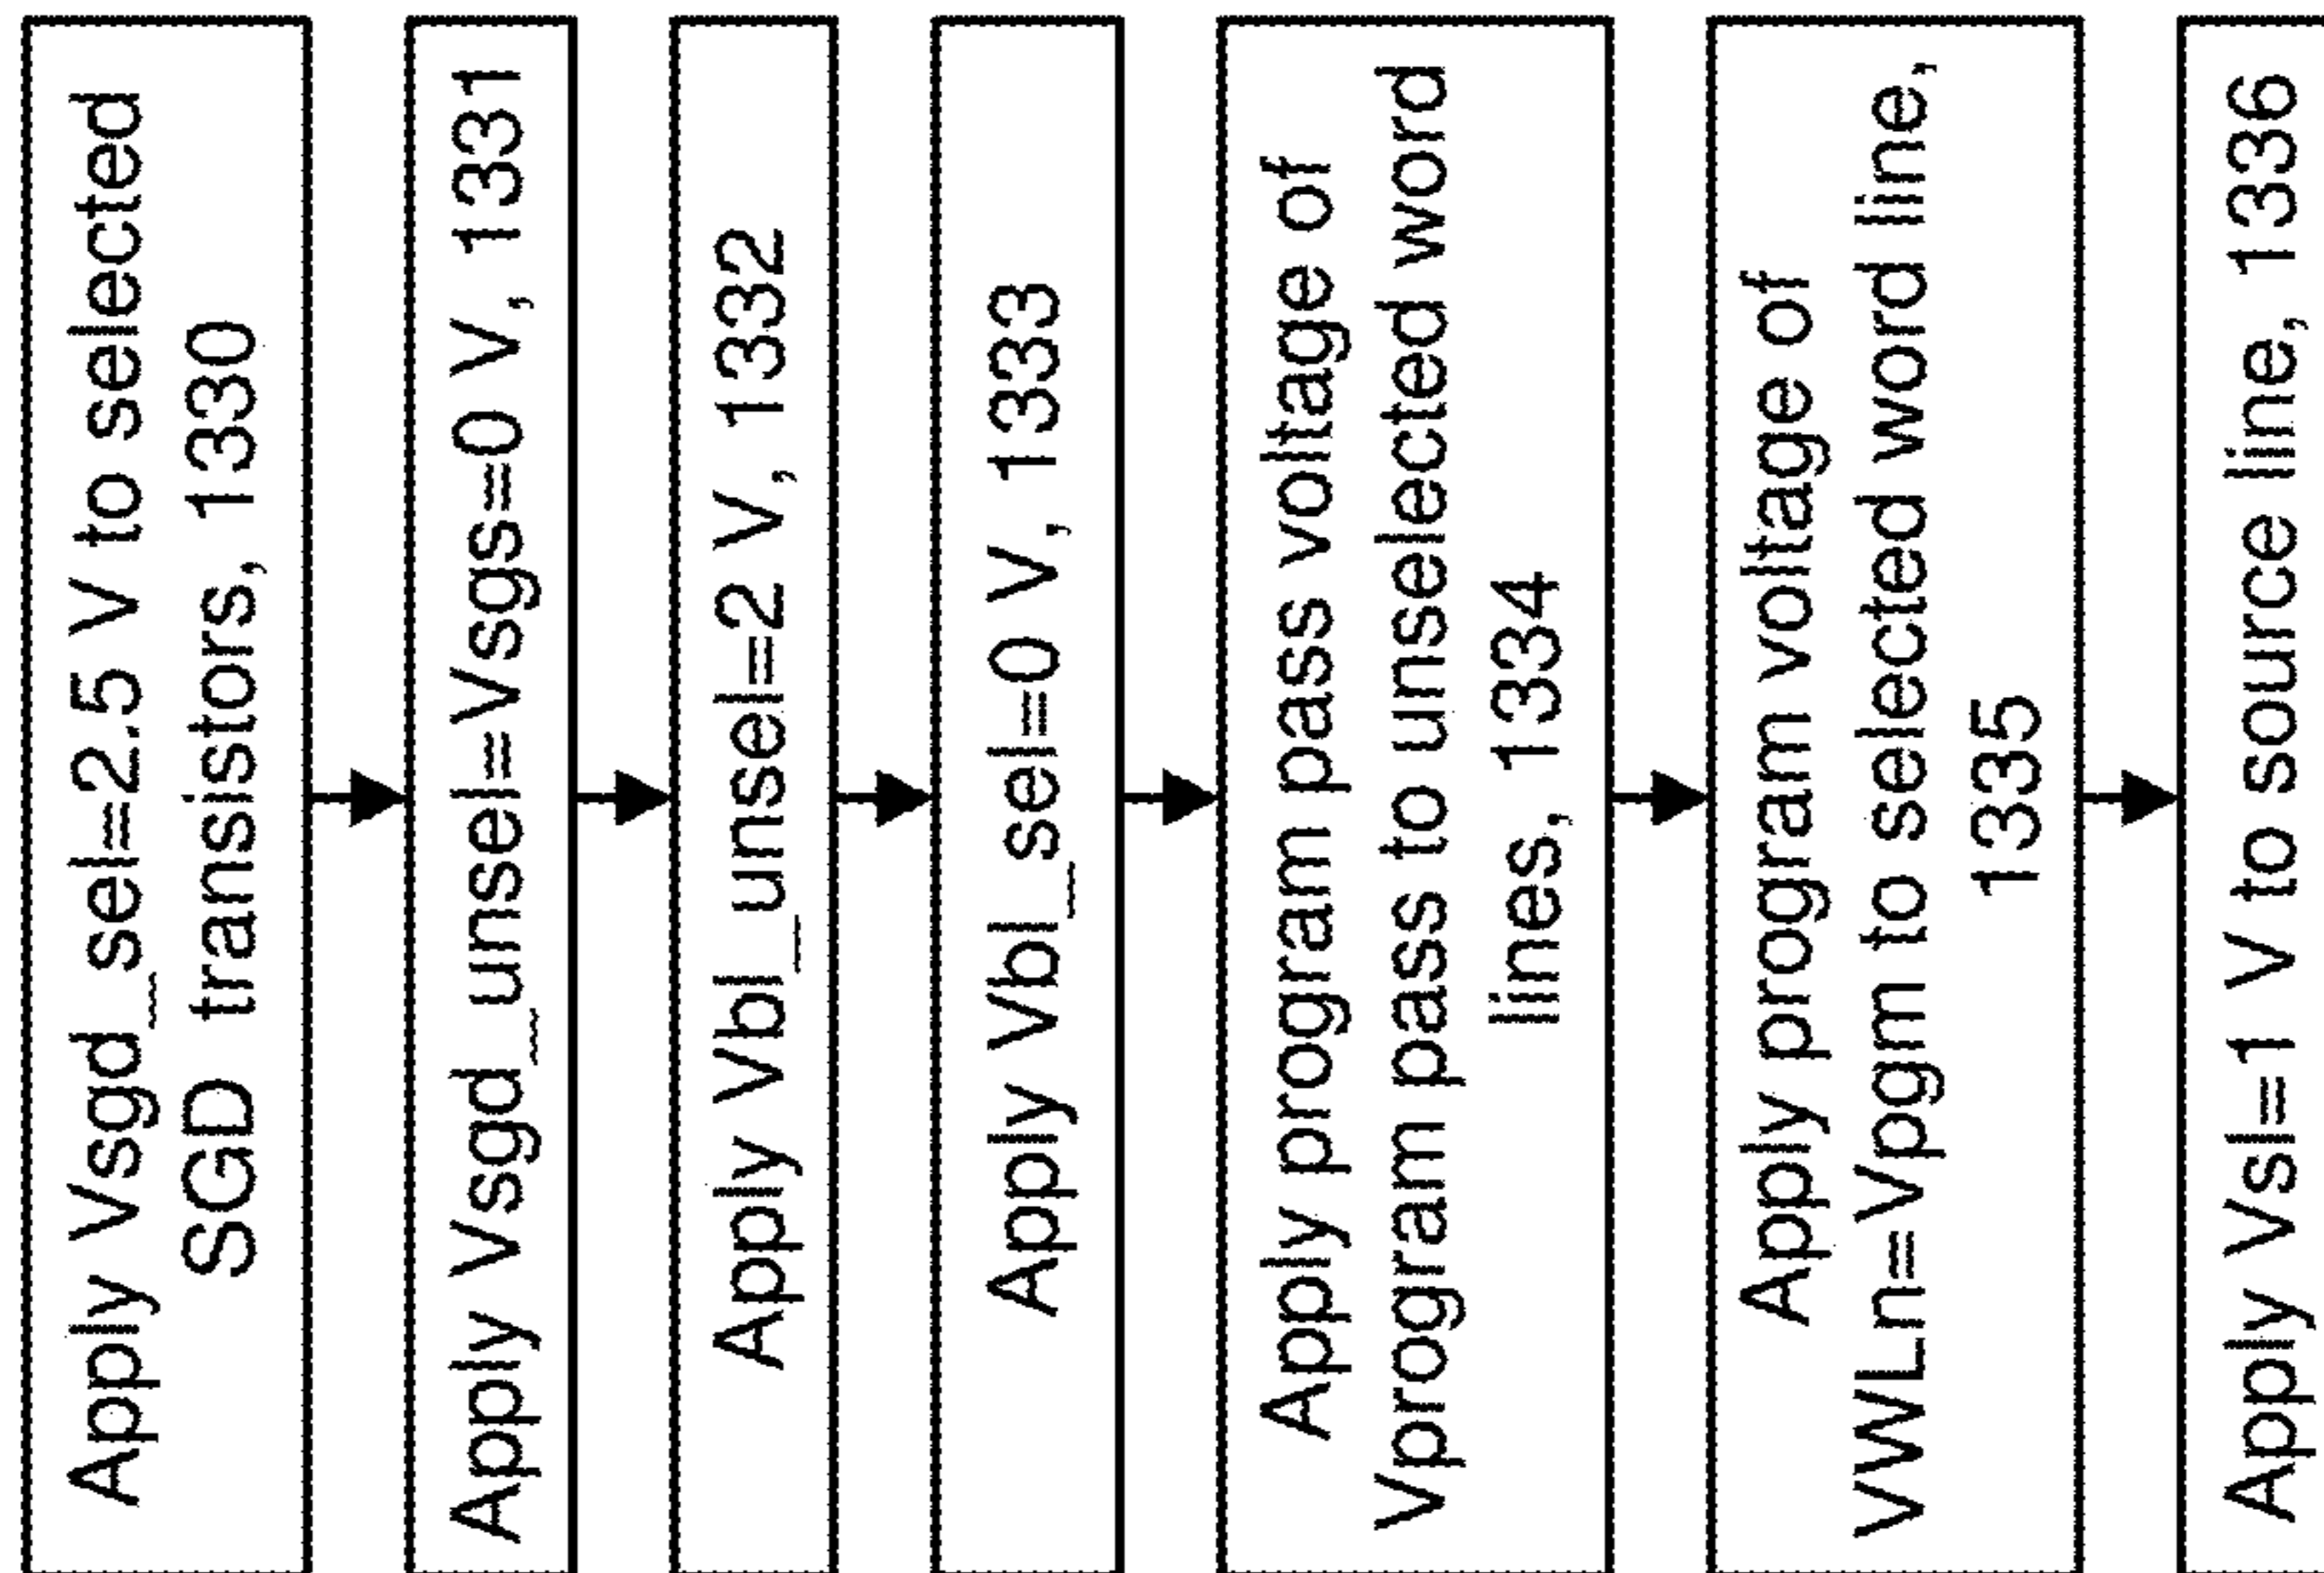 Apply Vsgd_sel=2.5 V to selected
SGD transistors, 1330
Apply Vsgd_unsel=Vsgs=0 V, 1331
Apply Vbl_unsel=2 V, 1332
Apply Vbl_sel=0 V, 1333
Apply program pass voltage of
Vprogram pass to unselected word
lines, 1334
Apply program voltage of
VWLn=Vpgm to selected word line,
1335
Apply Vsl=1 V to source line, 1336